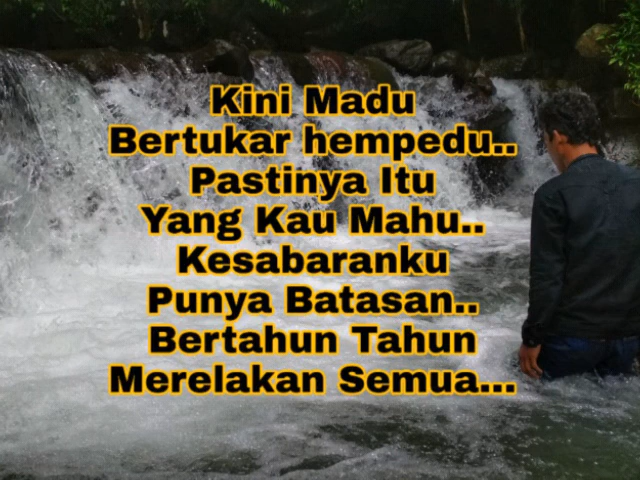 Kini Madu
Bertukar hempedu..
Pastinya Itu
Yang Kau Mahu..
Kesabaranku
Punya Batasan..
Bertahun Tahun
Merelakan Semua...